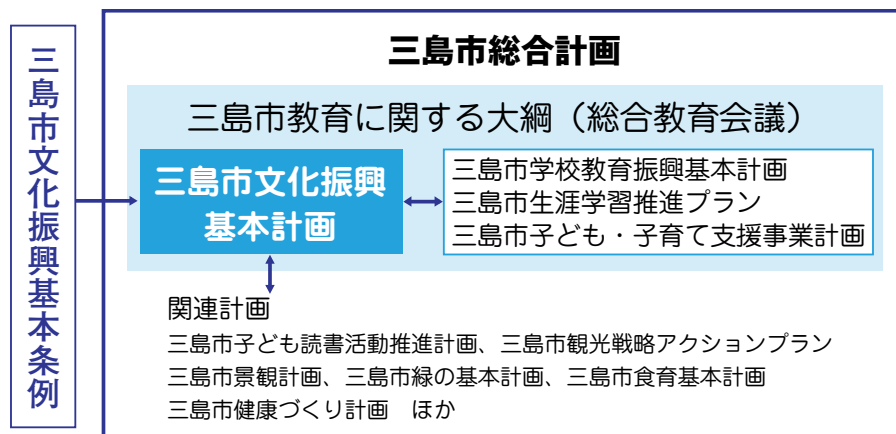 三島市文化振興基本条例
三島市総合計画
三島市教育に関する大綱（総合教育会議）
三島市文化振興
基本計画
三島市学校教育振興基本計画
三島市生涯学習推進プラン
三島市子ども・子育て支援事業計画
関連計画
三島市子ども読書活動推進計画、三島市観光戦略アクションプラン
三島市景観計画、三島市緑の基本計画、三島市食育基本計画
三島市健康づくり計画　ほか